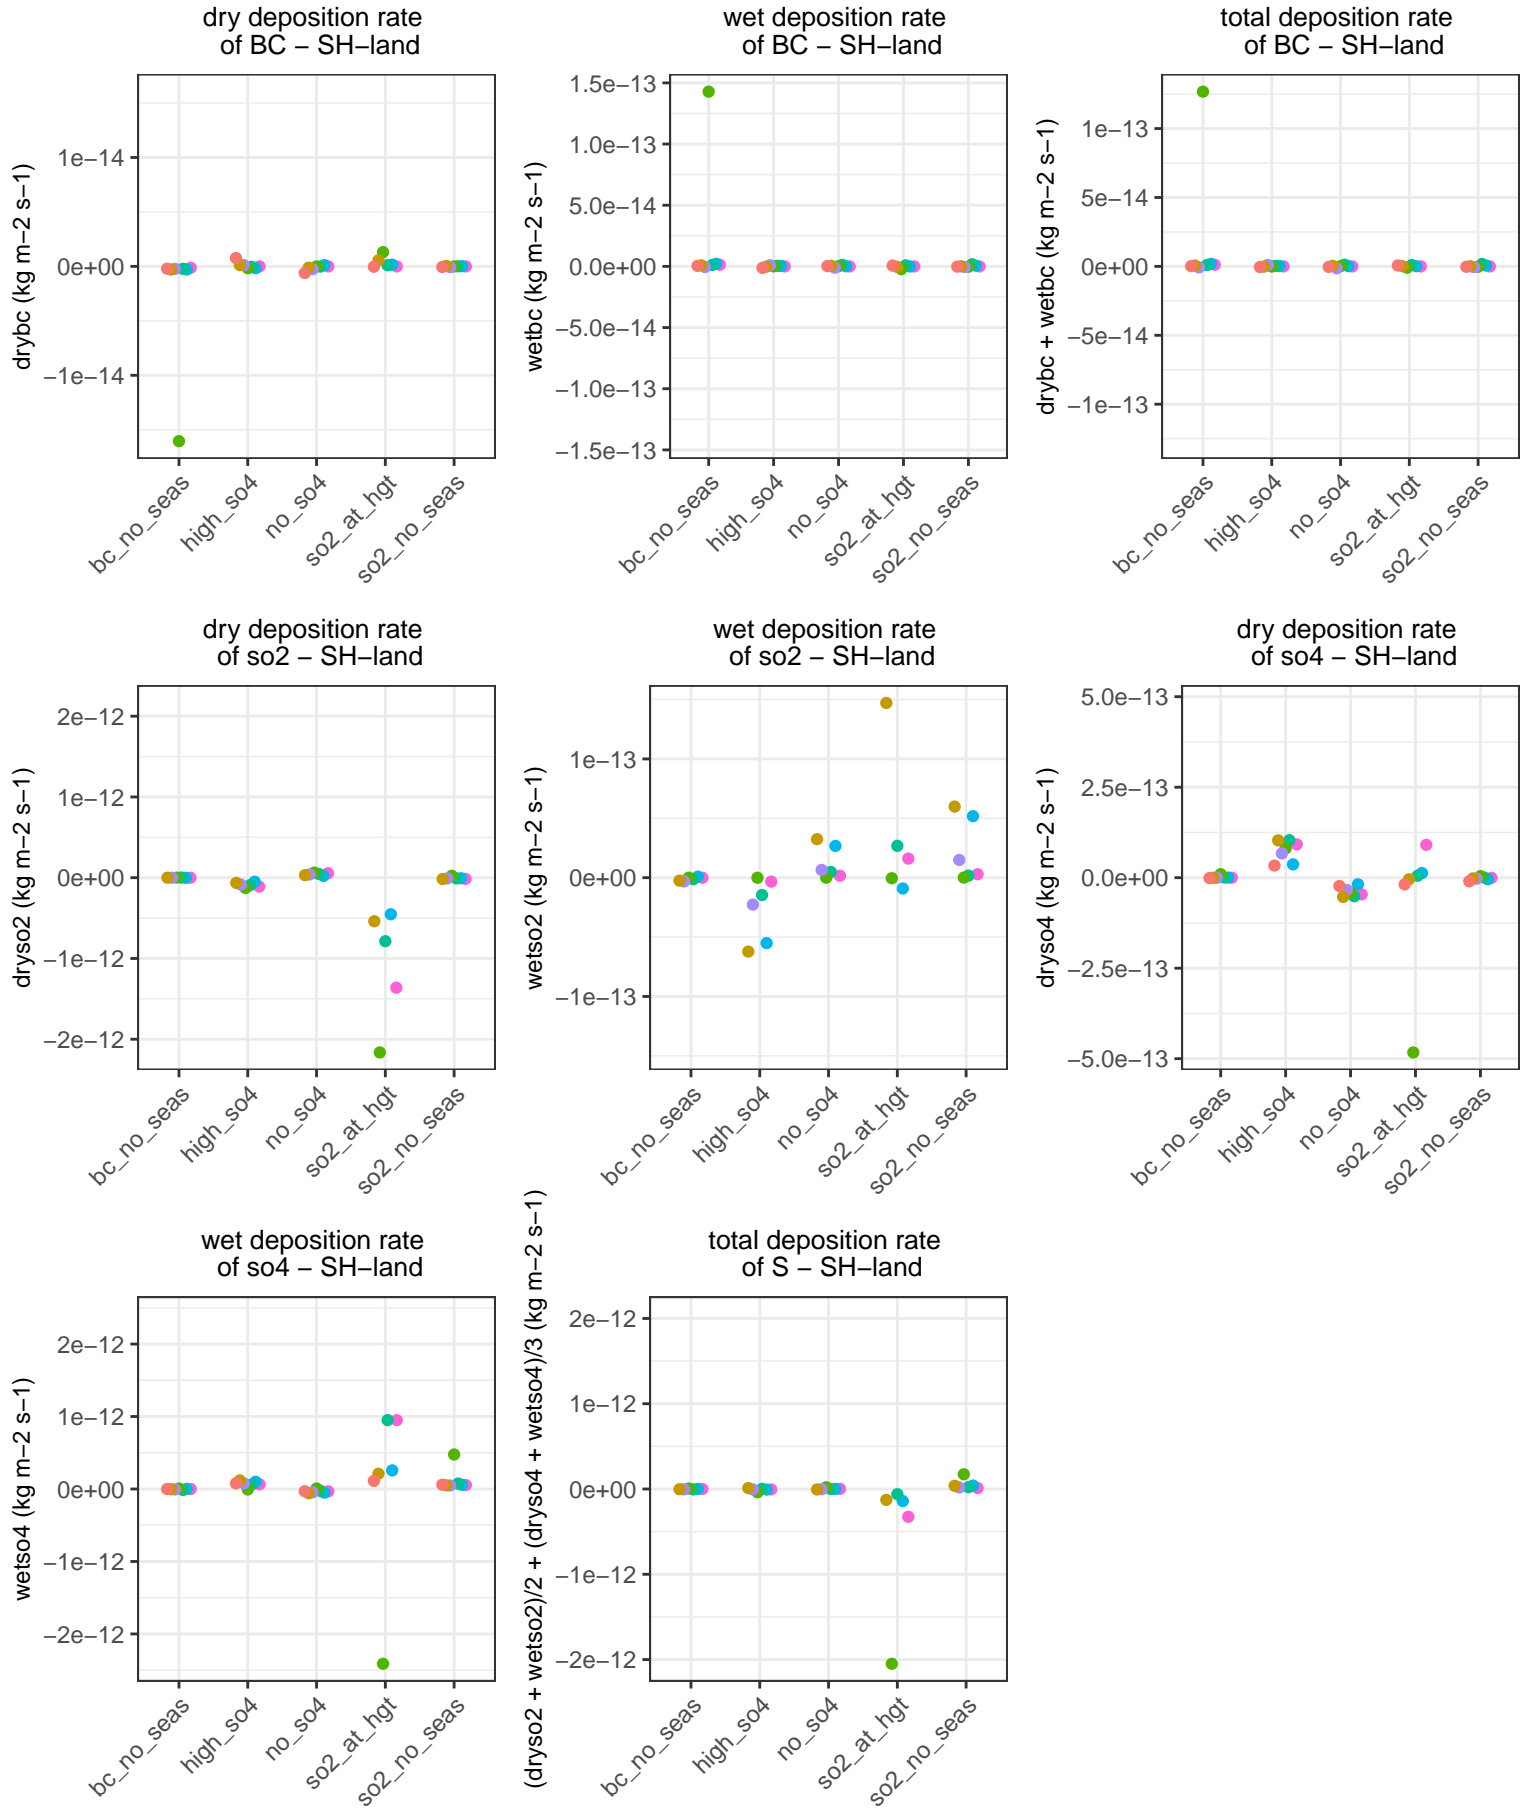 dry deposition rate
of BC − SH−land
drybc (kg m−2 s−1)
1e−14
0e+00
−1e−14
bc_no_seas
high_so4
no_so4
so2_at_hgt
so2_no_seas
wet deposition rate
of BC − SH−land
wetbc (kg m−2 s−1)
1.5e−13
1.0e−13
5.0e−14
0e+00
−5.0e−14
−1.0e−13
−1.5e−13
bc_no_seas
high_so4
no_so4
so2_at_hgt
so2_no_seas
total deposition rate
of BC − SH−land
drybc + wetbc (kg m−2 s−1)
1e−13
5e−14
0e+00
−5e−14
−1e−13
bc_no_seas
high_so4
no_so4
so2_at_hgt
so2_no_seas
dry deposition rate
of so2 − SH−land
dryso2 (kg m−2 s−1)
2e−12
1e−12
0e+00
−1e−12
−2e−12
bc_no_seas
high_so4
no_so4
so2_at_hgt
so2_no_seas
wet deposition rate
of so2 − SH−land
wetso2 (kg m−2 s−1)
1e−13
0e+00
−1e−13
bc_no_seas
high_so4
no_so4
so2_at_hgt
so2_no_seas
dry deposition rate
of so4 − SH−land
dryso4 (kg m−2 s−1)
5.0e−13
2.5e−13
0.0e+00
−2.5e−13
−5.0e−13
bc_no_seas
high_so4
no_so4
so2_at_hgt
so2_no_seas
wet deposition rate
of so4 − SH−land
wetso4 (kg m−2 s−1)
2e−12
1e−12
0e+00
−1e−12
−2e−12
bc_no_seas
high_so4
no_so4
so2_at_hgt
so2_no_seas
total deposition rate
of S − SH−land
(dryso2 + wetso2)/2 + (dryso4 + wetso4)/3 (kg m−2 s−1)
2e−12
1e−12
0e+00
−1e−12
−2e−12
bc_no_seas
high_so4
no_so4
so2_at_hgt
so2_no_seas